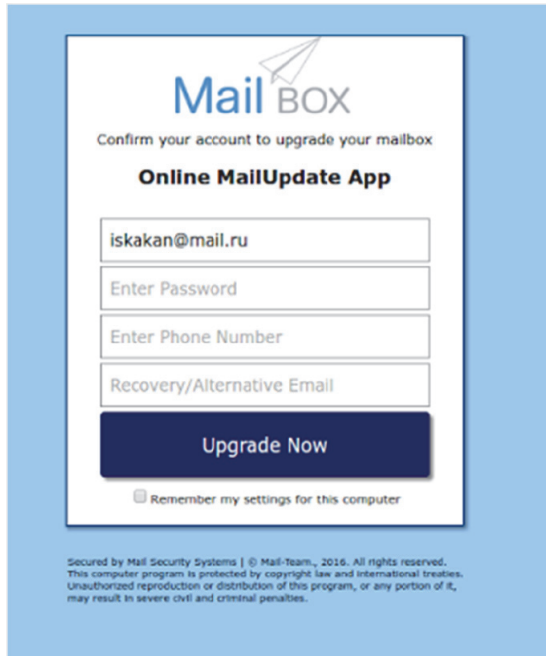 Mail BOX
Confirm your account to upgrade your mailbox
Online MailUpdate App
iskakan@mail.ru
Enter Password
Enter Phone Number
Recovery/Alternative Email
Upgrade Now
Remember my settings for this computer
Secured by Mail Security Systems | © Mail-Team., 2016. All rights reserved.
This computer program is protected by copyright law and international treaties.
Unauthorized reproduction or distribution of this program, or any portion of it,
may result in severe civil and criminal penalties.